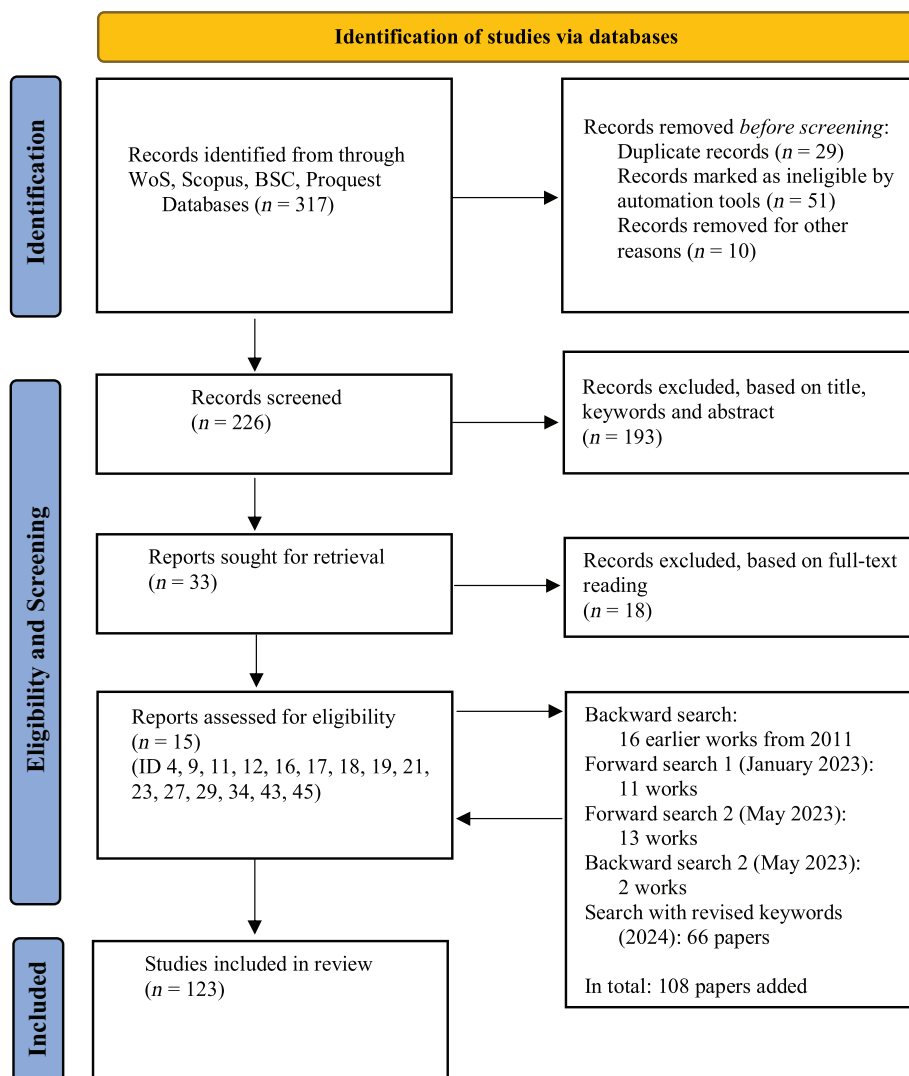 Identification of studies via databases
Identification
Records identified from through
WoS, Scopus, BSC, Proquest
Databases (n = 317)
Records removed before screening:
Duplicate records (n = 29)
Records marked as ineligible by
automation tools (n = 51)
Records removed for other
reasons (n = 10)
Eligibility and Screening
Records screened
(n = 226)
Records excluded, based on title,
keywords and abstract
(n = 193)
Reports sought for retrieval
(n = 33)
Records excluded, based on full-text
reading
(n = 18)
Reports assessed for eligibility
(n = 15)
(ID 4, 9, 11, 12, 16, 17, 18, 19, 21,
23, 27, 29, 34, 43, 45)
Backward search:
16 earlier works from 2011
Forward search 1 (January 2023):
11 works
Forward search 2 (May 2023):
13 works
Backward search 2 (May 2023):
2 works
Search with revised keywords
(2024): 66 papers
In total: 108 papers added
Included
Studies included in review
(n = 123)